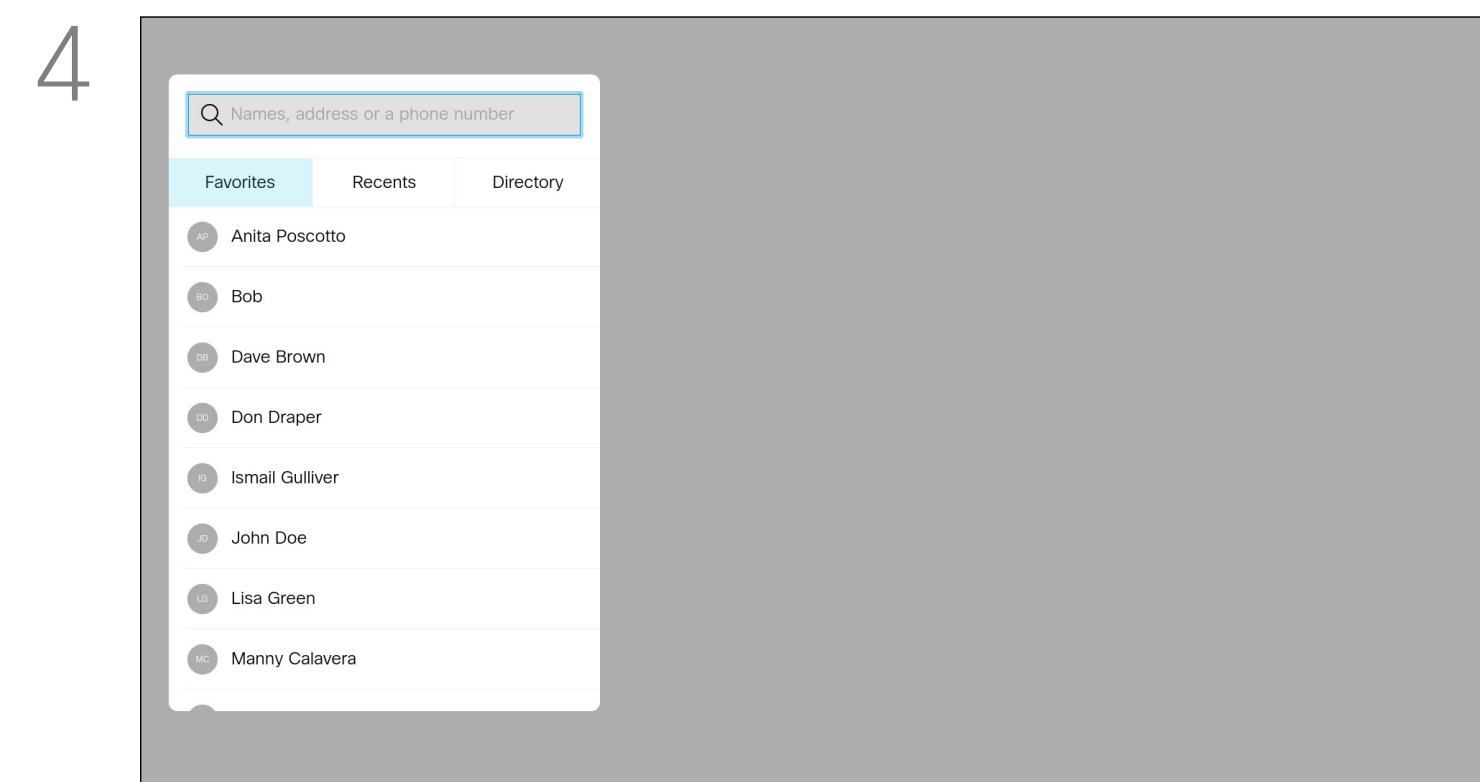 4
Names, address or a phone number
Favorites Recents Directory
AP Anita Poscotto
BO Bob
DB Dave Brown
DD Don Draper
IG Ismail Gulliver
JD John Doe
LG Lisa Green
MC Manny Calavera